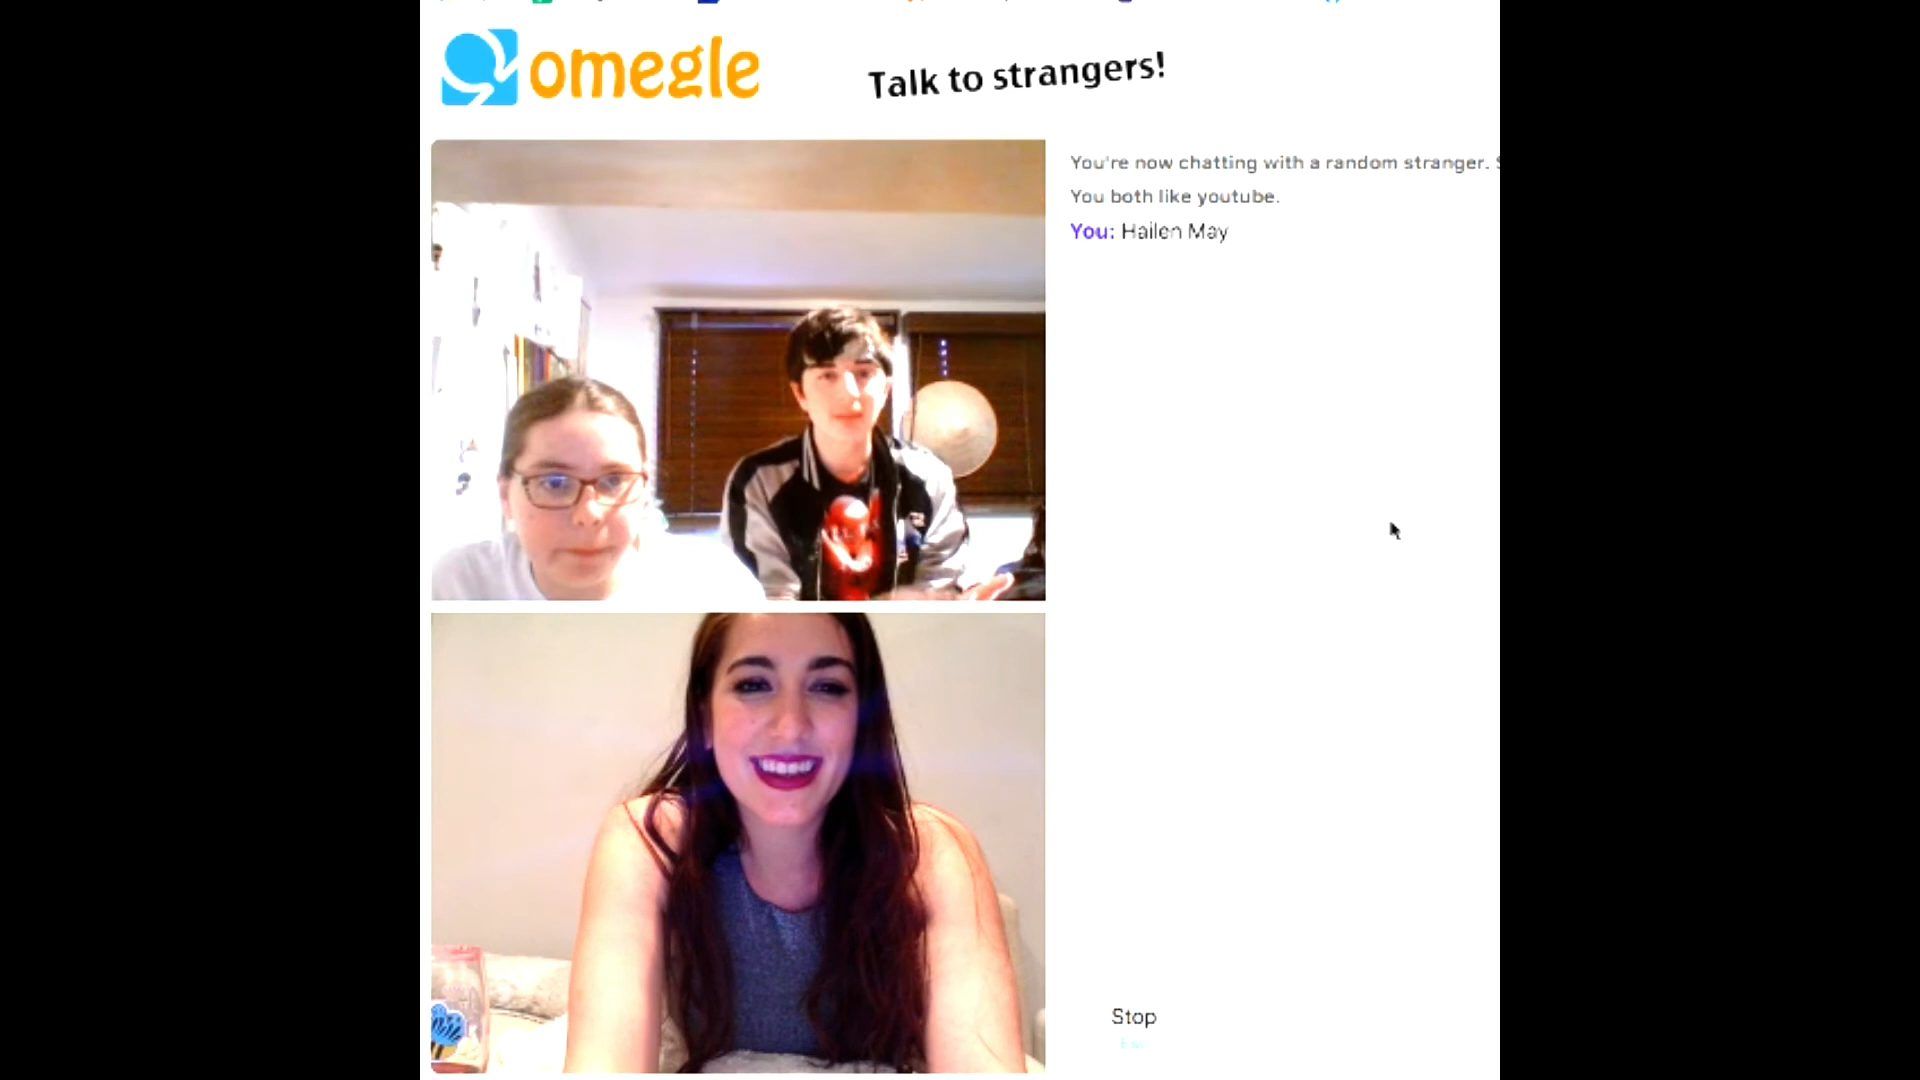 omegle
Talk to strangers!
You're now chatting with a random stranger.
You both like youtube.
You: Hailen May
Stop
Esc